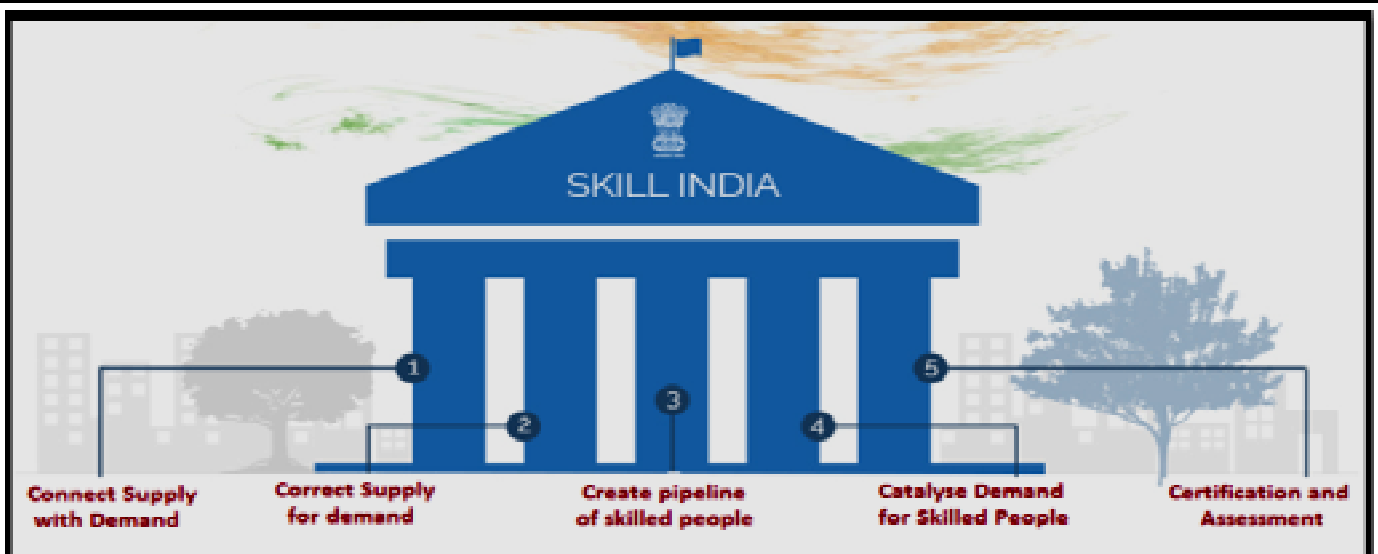 SKILL INDIA
1
2
3
4
5
Connect Supply
with Demand
Correct Supply
for demand
Create pipeline
of skilled people
Catalyse Demand
for Skilled People
Certification and
Assessment